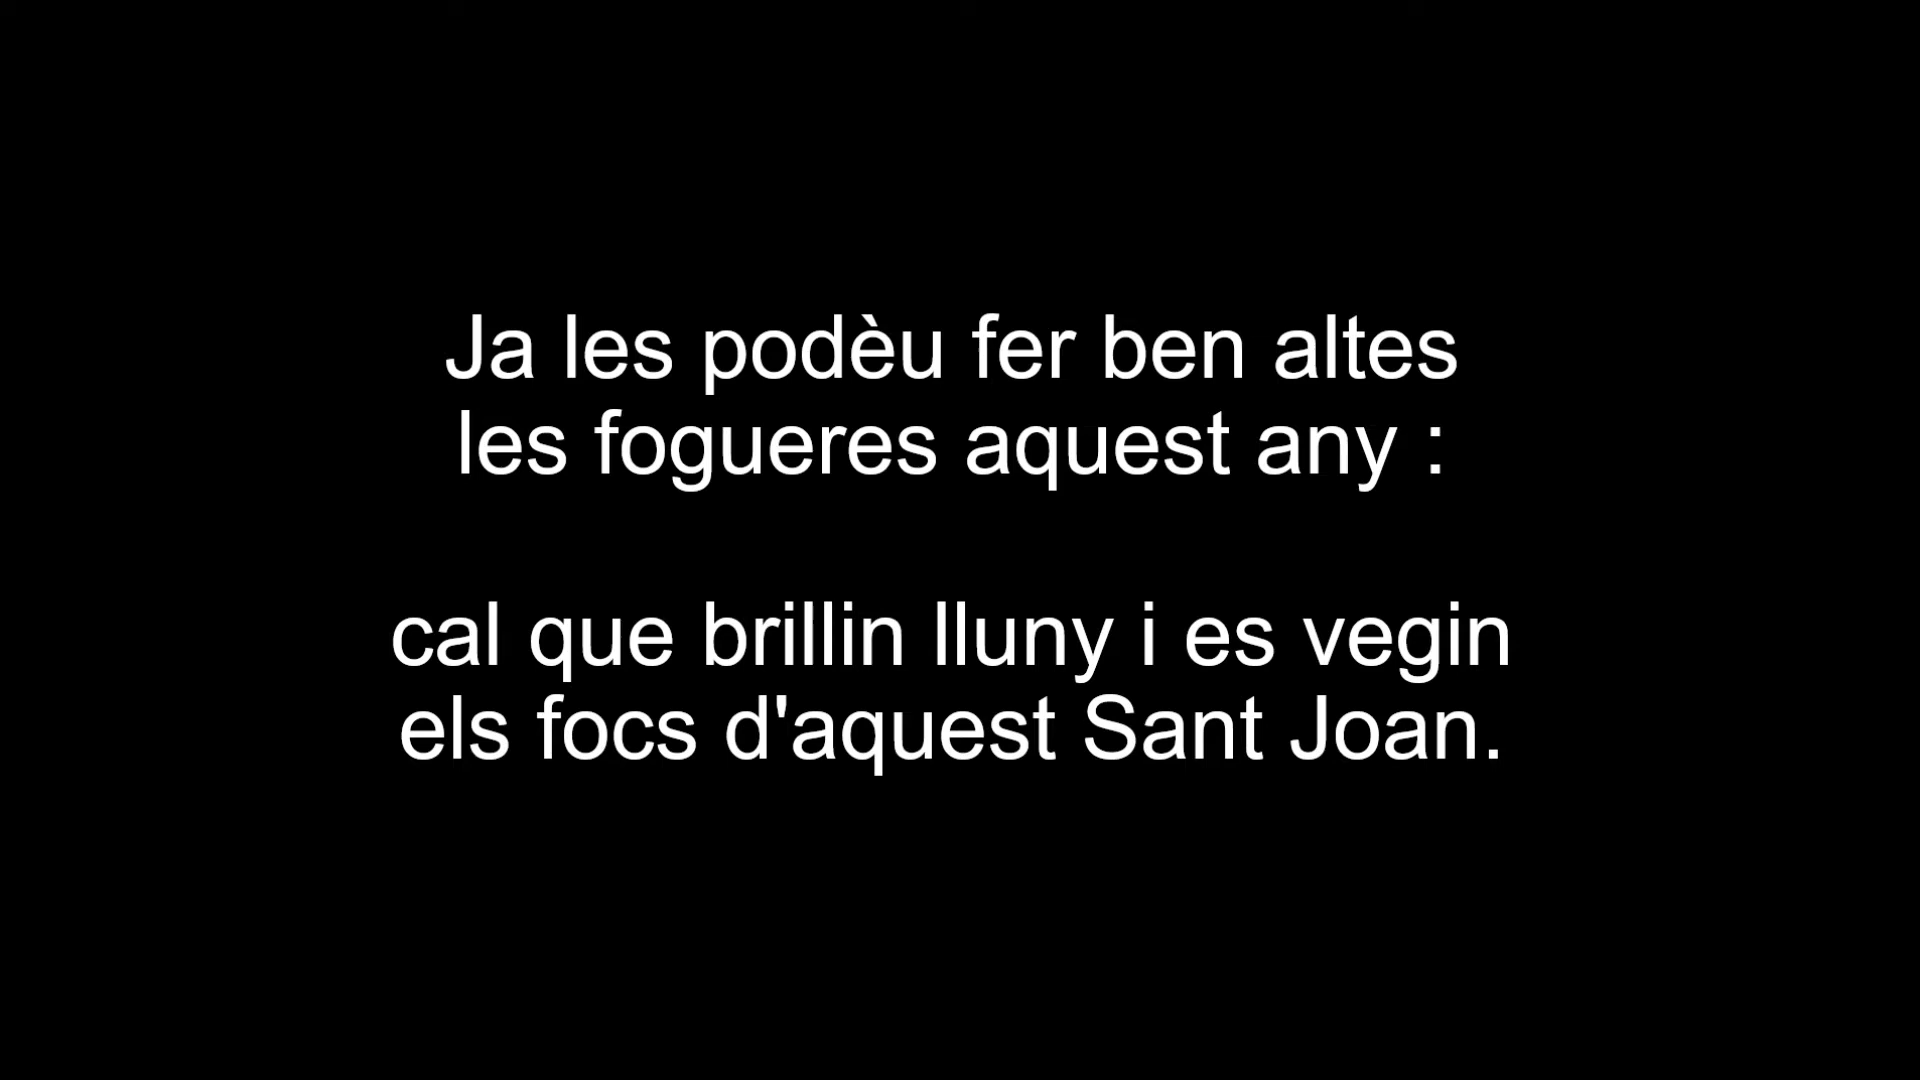 Ja les podèu fer ben altes
les fogueres aquest any :
cal que brillin lluny i es vegin
els focs d'aquest Sant Joan.